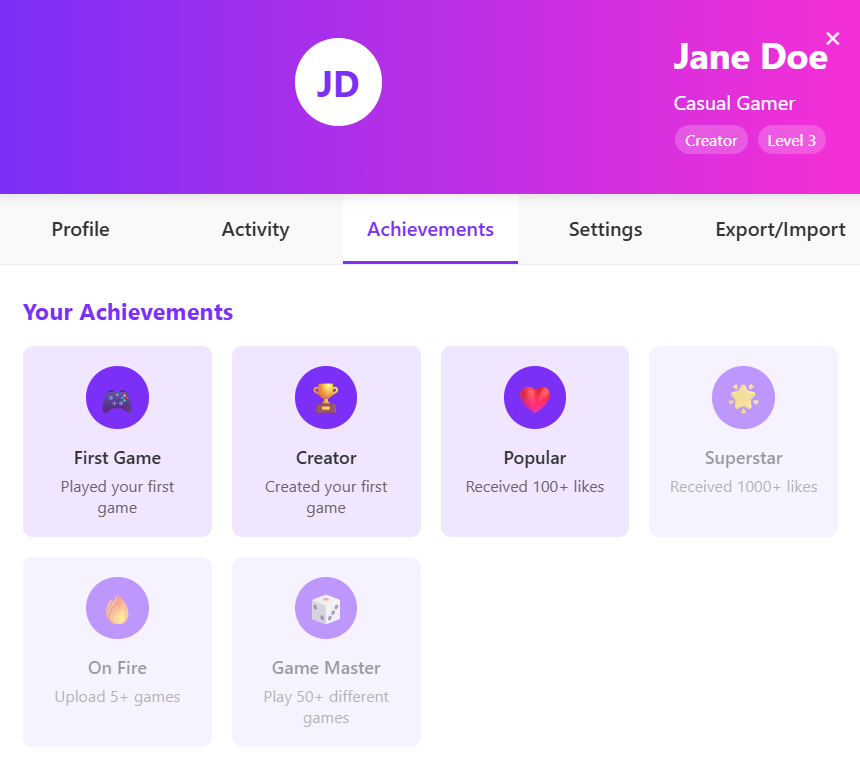 JD
Jane Doe
×
Casual Gamer
Creator Level 3
Profile Activity Achievements Settings Export/Import
Your Achievements
First Game
Played your first
game
Creator
Created your first
game
Popular
Received 100+ likes
Superstar
Received 1000+ likes
On Fire
Upload 5+ games
Game Master
Play 50+ different
games